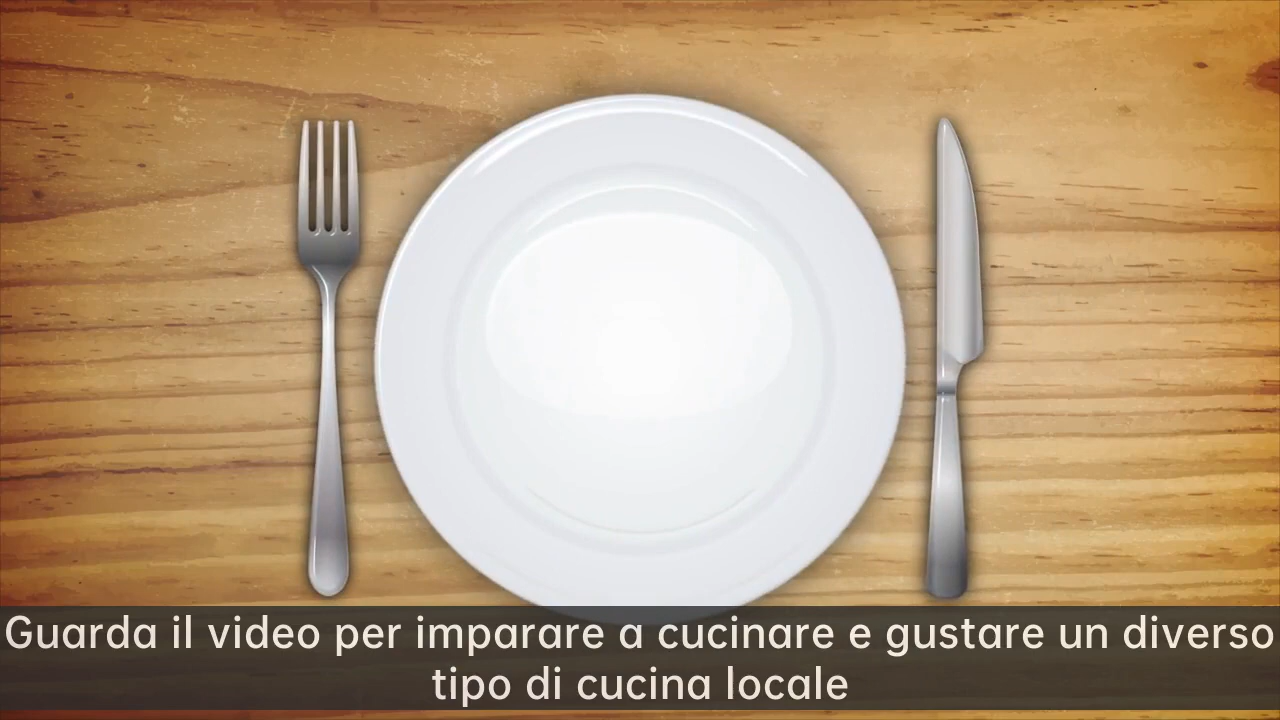 Guarda il video per imparare a cucinare e gustare un diverso
tipo di cucina locale